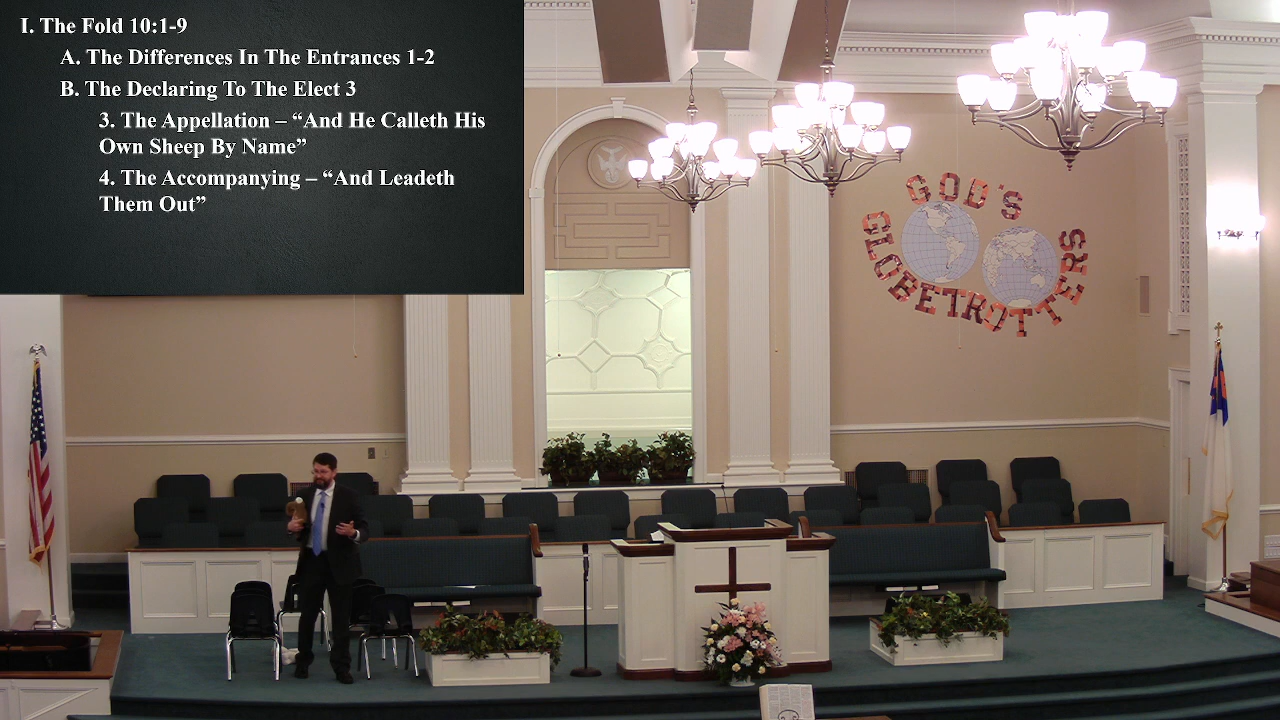 I. The Fold 10:1-9
A. The Differences In The Entrances 1-2
B. The Declaring To The Elect 3
3. The Appellation – “And He Calleth His
Own Sheep By Name”
4. The Accompanying – “And Leadeth
Them Out”
GOD'S
GLOBETROTTERS